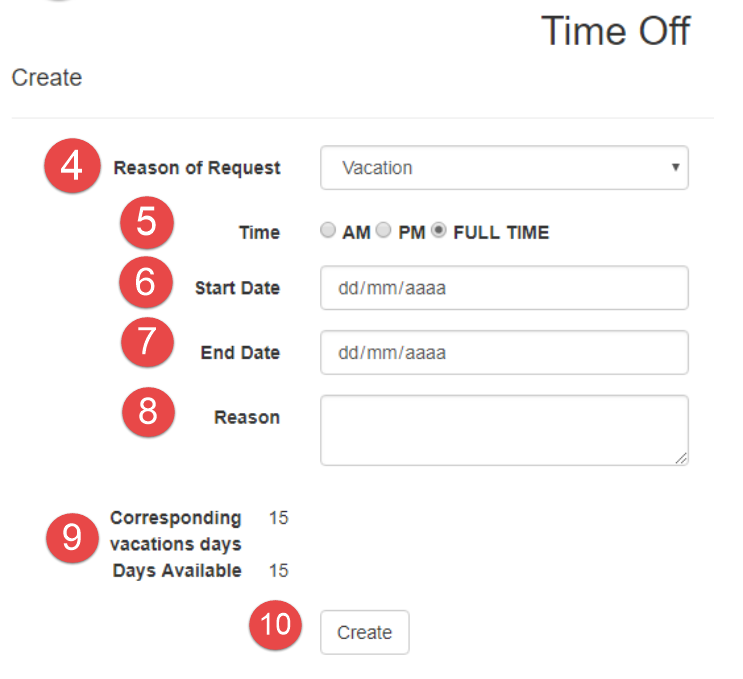 Time Off
Create
4 Reason of Request Vacation
5 Time AM PM FULL TIME
6 Start Date dd/mm/aaaa
7 End Date dd/mm/aaaa
8 Reason
Corresponding 15
9 vacations days
Days Available 15
10 Create